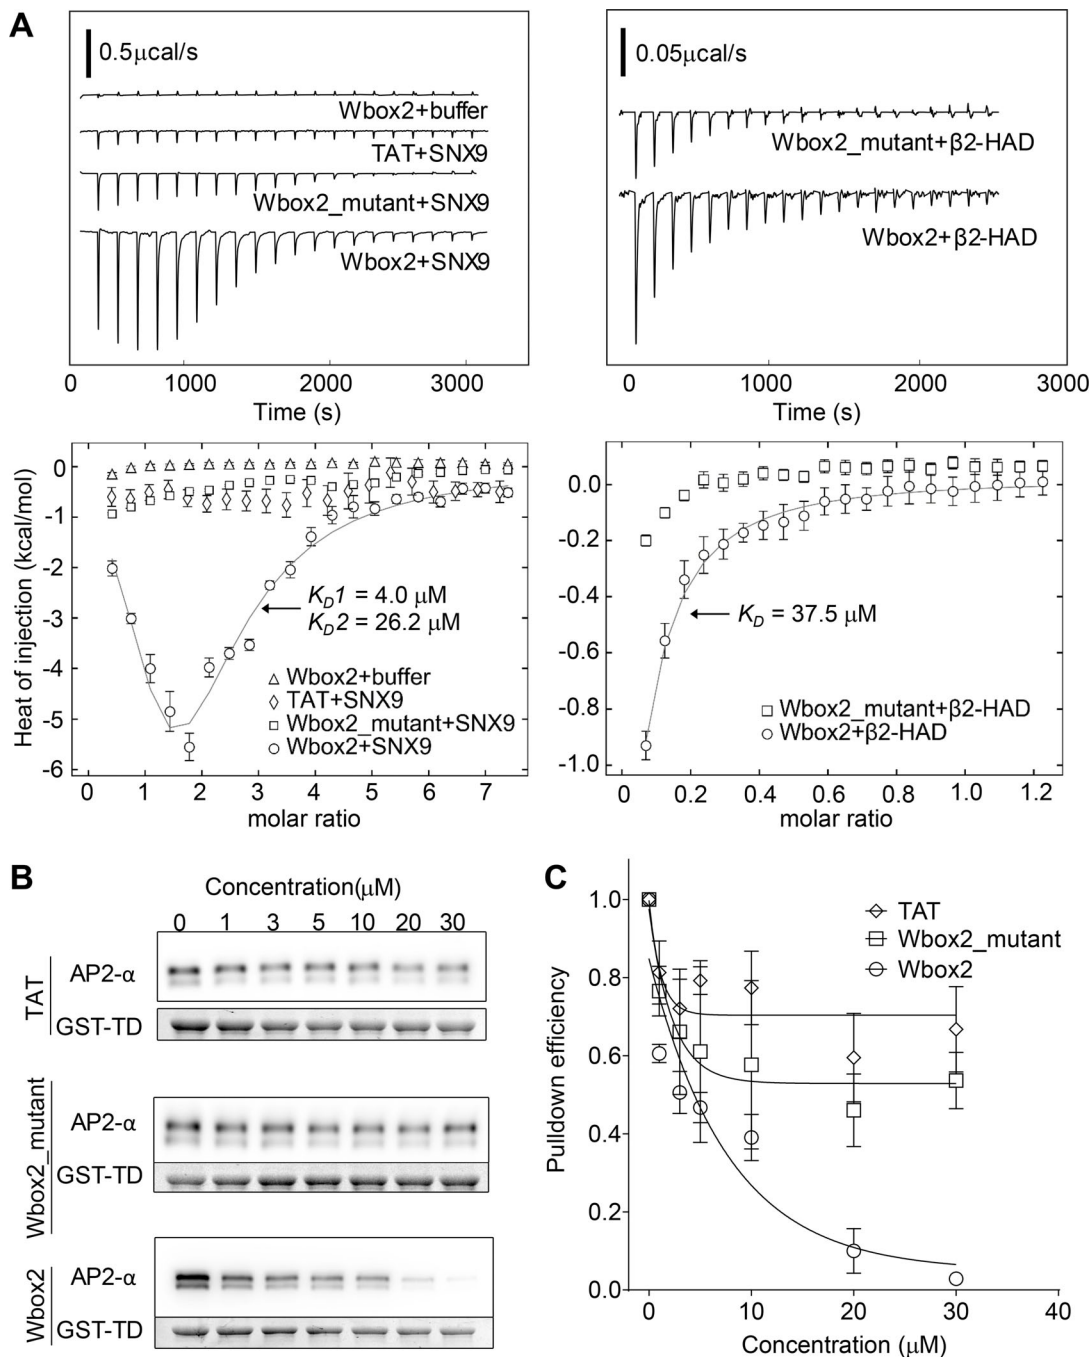 A
0.5μcal/s
Wbox2+buffer
TAT+SNX9
Wbox2_mutant+SNX9
Wbox2+SNX9
0 1000 2000 3000
Time (s)
0.05μcal/s
Wbox2_mutant+β2-HAD
Wbox2+β2-HAD
0 1000 2000 3000
Time (s)
Heat of injection (kcal/mol)
0
-1
-2
-3
-4
-5
-6
K_D1 = 4.0 μM
K_D2 = 26.2 μM
Wbox2+buffer
TAT+SNX9
Wbox2_mutant+SNX9
Wbox2+SNX9
0 1 2 3 4 5 6 7
molar ratio
0.0
-0.2
-0.4
-0.6
-0.8
-1.0
K_D = 37.5 μM
Wbox2_mutant+β2-HAD
Wbox2+β2-HAD
0 0.2 0.4 0.6 0.8 1.0 1.2
molar ratio
B
Concentration(μM)
0 1 3 5 10 20 30
TAT
AP2-α
GST-TD
Wbox2_mutant
AP2-α
GST-TD
Wbox2
AP2-α
GST-TD
C
Pulldown efficiency
1.0
0.8
0.6
0.4
0.2
0.0
TAT
Wbox2_mutant
Wbox2
0 10 20 30 40
Concentration (μM)